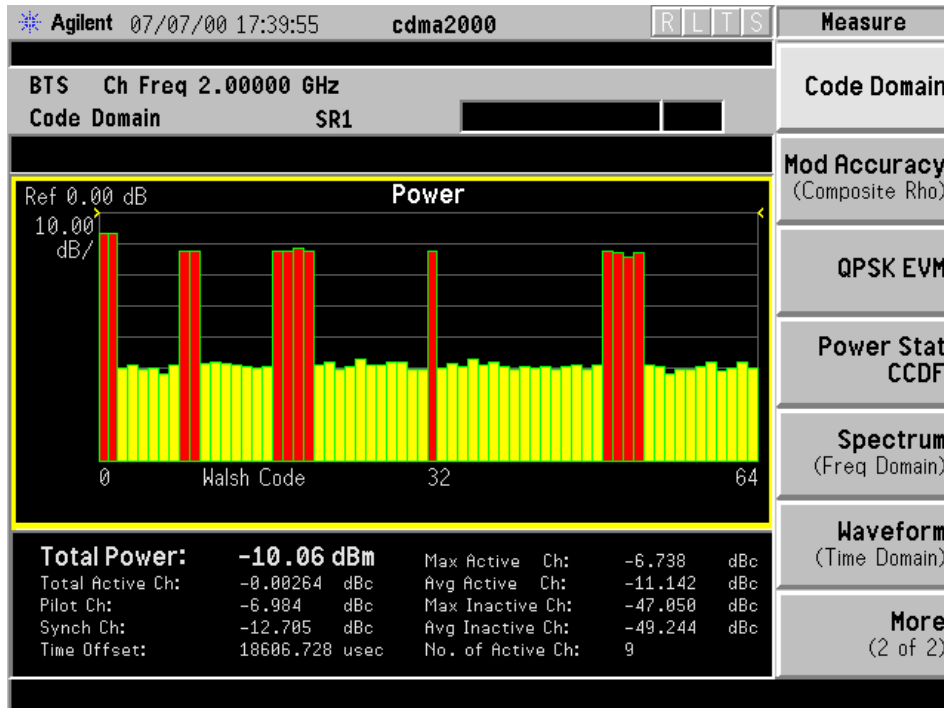 Agilent 07/07/00 17:39:55 cdma2000 R L T S
Measure
BTS Ch Freq 2.00000 GHz
Code Domain SR1
Code Domain
Mod Accuracy
(Composite Rho)
QPSK EVM
Power Stat
CCDF
Spectrum
(Freq Domain)
Waveform
(Time Domain)
More
(2 of 2)
Ref 0.00 dB Power
10.00
dB/
0 Walsh Code 32 64
Total Power: -10.06 dBm
Total Active Ch: -0.00264 dBc
Pilot Ch: -6.984 dBc
Synch Ch: -12.705 dBc
Time Offset: 18606.728 usec
Max Active Ch: -6.738 dBc
Avg Active Ch: -11.142 dBc
Max Inactive Ch: -47.050 dBc
Avg Inactive Ch: -49.244 dBc
No. of Active Ch: 9